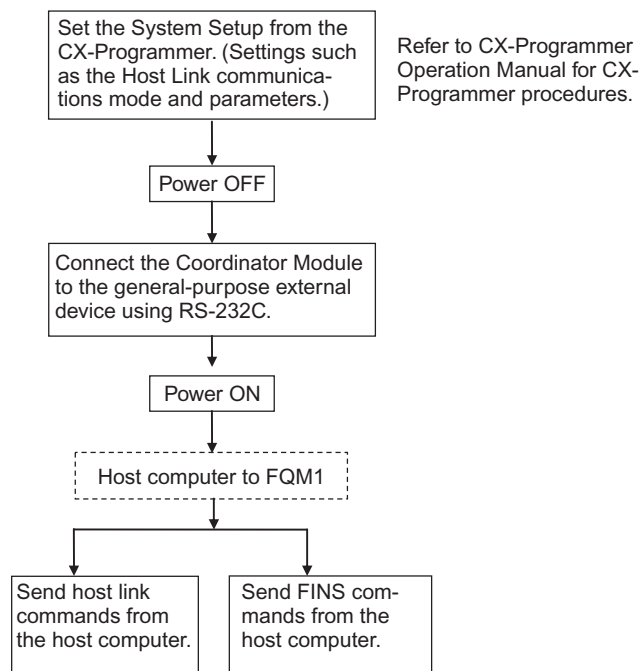 Set the System Setup from the
CX-Programmer. (Settings such
as the Host Link communica-
tions mode and parameters.)
Refer to CX-Programmer
Operation Manual for CX-
Programmer procedures.
Power OFF
Connect the Coordinator Module
to the general-purpose external
device using RS-232C.
Power ON
Host computer to FQM1
Send host link
commands from
the host computer.
Send FINS com-
mands from the
host computer.